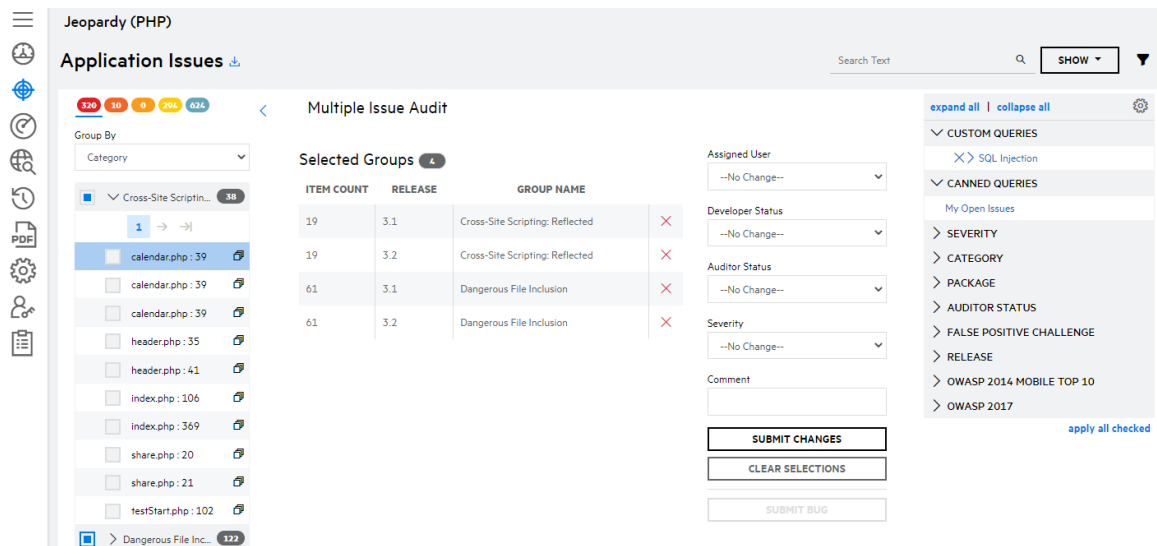 Jeopardy (PHP)
Application Issues
Search Text
SHOW
320 10 0 294 624
Group By
Category
Cross-Site Scriptin... 38
1
calendar.php : 39
calendar.php : 39
calendar.php : 39
header.php : 35
header.php : 41
index.php : 106
index.php : 369
share.php : 20
share.php : 21
testStart.php : 102
Dangerous File Inc... 122
PDF
Multiple Issue Audit
Selected Groups 4
ITEM COUNT RELEASE GROUP NAME
19 3.1 Cross-Site Scripting: Reflected
19 3.2 Cross-Site Scripting: Reflected
61 3.1 Dangerous File Inclusion
61 3.2 Dangerous File Inclusion
Assigned User
--No Change--
Developer Status
--No Change--
Auditor Status
--No Change--
Severity
--No Change--
Comment
SUBMIT CHANGES
CLEAR SELECTIONS
SUBMIT BUG
expand all | collapse all
CUSTOM QUERIES
SQL Injection
CANNED QUERIES
My Open Issues
SEVERITY
CATEGORY
PACKAGE
AUDITOR STATUS
FALSE POSITIVE CHALLENGE
RELEASE
OWASP 2014 MOBILE TOP 10
OWASP 2017
apply all checked